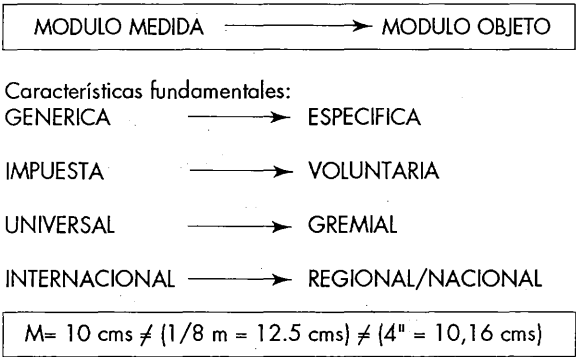 MODULO MEDIDA → MODULO OBJETO
Características fundamentales:
GENERICA → ESPECIFICA
IMPUESTA → VOLUNTARIA
UNIVERSAL → GREMIAL
INTERNACIONAL → REGIONAL/NACIONAL
M= 10 cms ≠ (1/8 m = 12.5 cms) ≠ (4" = 10,16 cms)